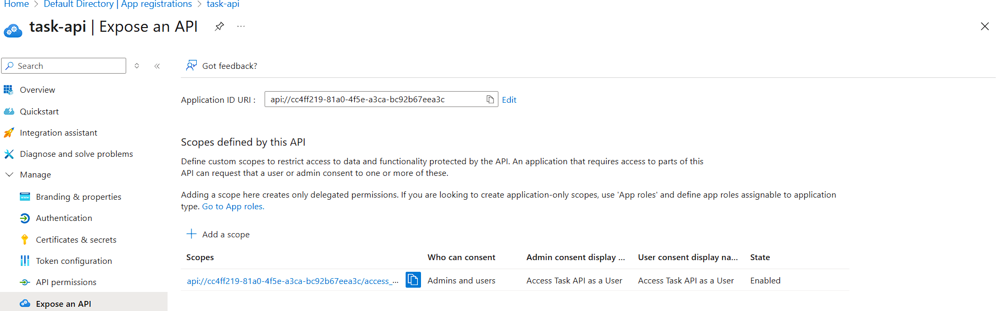 Home > Default Directory | App registrations > task-api
task-api | Expose an API
Search
Got feedback?
Overview
Quickstart
Integration assistant
Diagnose and solve problems
Manage
Branding & properties
Authentication
Certificates & secrets
Token configuration
API permissions
Expose an API
Application ID URI : api://cc4ff219-81a0-4f5e-a3ca-bc92b67eea3c Edit
Scopes defined by this API
Define custom scopes to restrict access to data and functionality protected by the API. An application that requires access to parts of this
API can request that a user or admin consent to one or more of these.
Adding a scope here creates only delegated permissions. If you are looking to create application-only scopes, use 'App roles' and define app roles assignable to application
type. Go to App roles.
Add a scope
Scopes Who can consent Admin consent display ... User consent display na... State
api://cc4ff219-81a0-4f5e-a3ca-bc92b67eea3c/access_... Admins and users Access Task API as a User Access Task API as a User Enabled